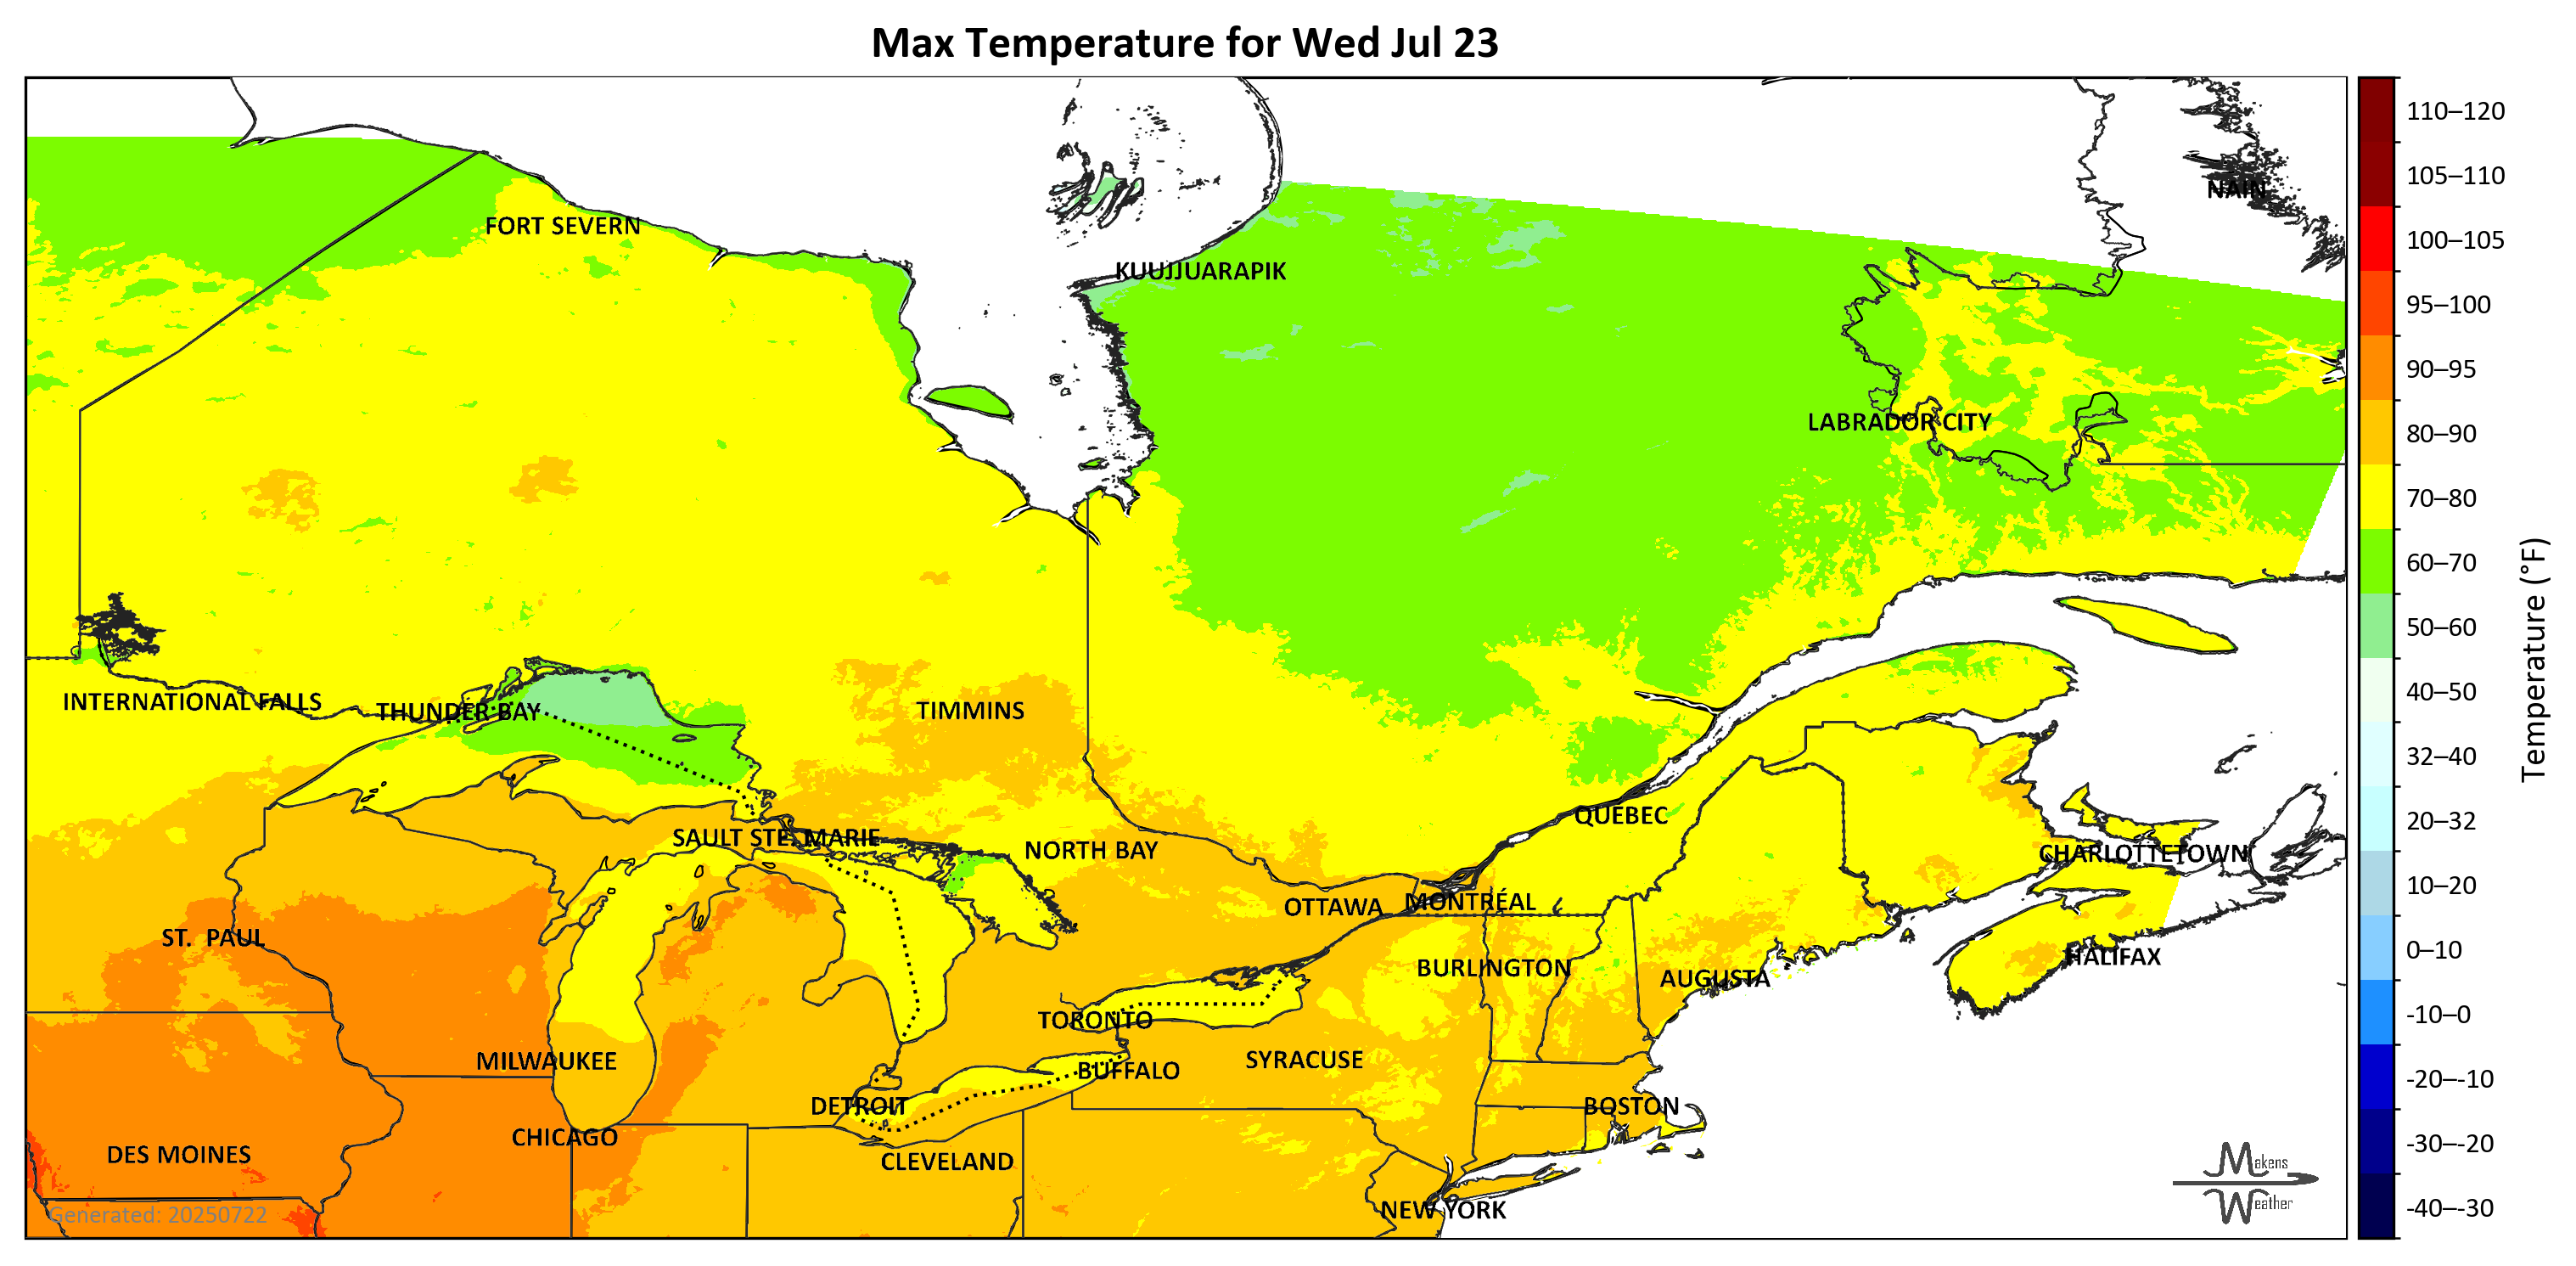 Max Temperature for Wed Jul 23
110–120
105–110
NAIN
FORT SEVERN
100–105
KUUJJUARAPIK
95–100
90–95
LABRADOR CITY
80–90
70–80
60–70
Temperature (°F)
50–60
40–50
INTERNATIONAL FALLS
THUNDER BAY
TIMMINS
32–40
QUEBEC
20–32
SAULT STE. MARIE
NORTH BAY
CHARLOTTETOWN
10–20
OTTAWA
MONTRÉAL
ST. PAUL
0–10
HALIFAX
BURLINGTON
AUGUSTA
-10–0
TORONTO
MILWAUKEE
SYRACUSE
BUFFALO
-20–-10
DETROIT
BOSTON
CHICAGO
-30–-20
DES MOINES
CLEVELAND
Makens
Weather
-40–-30
NEW YORK
Generated: 20250722